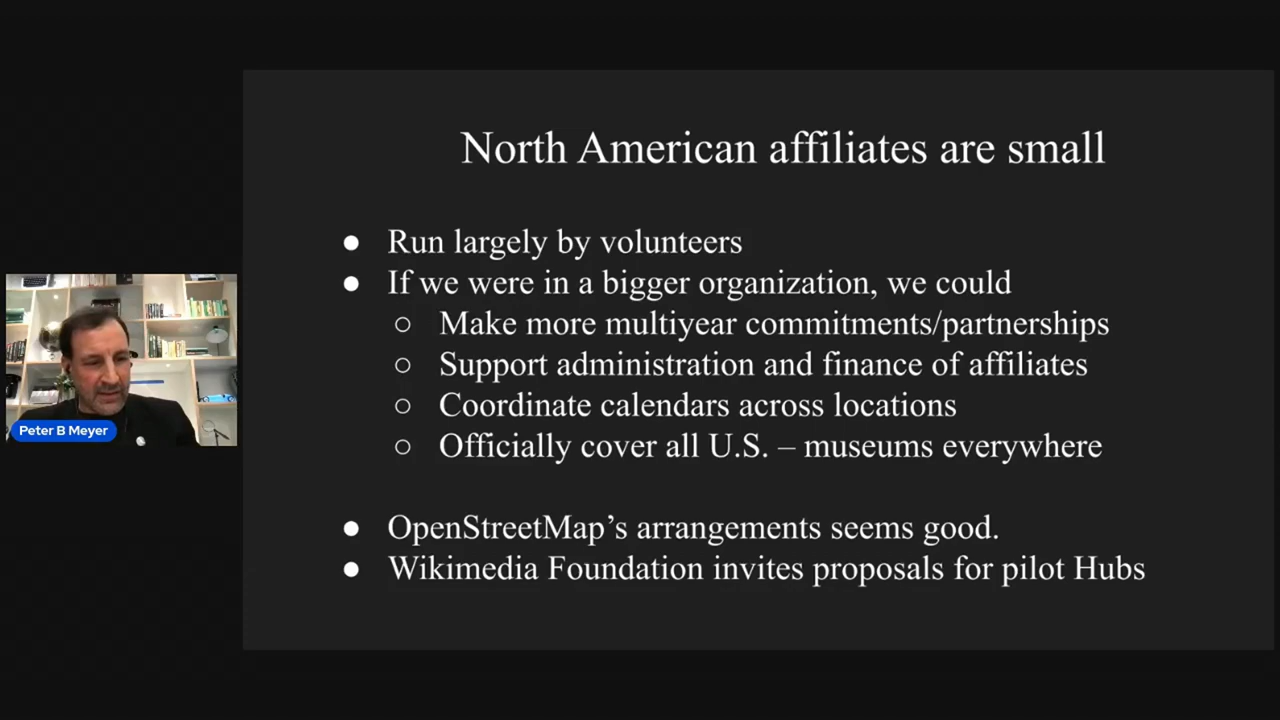 North American affiliates are small
● Run largely by volunteers
● If we were in a bigger organization, we could
○ Make more multiyear commitments/partnerships
○ Support administration and finance of affiliates
○ Coordinate calendars across locations
○ Officially cover all U.S. – museums everywhere
● OpenStreetMap’s arrangements seems good.
● Wikimedia Foundation invites proposals for pilot Hubs
Peter B Meyer